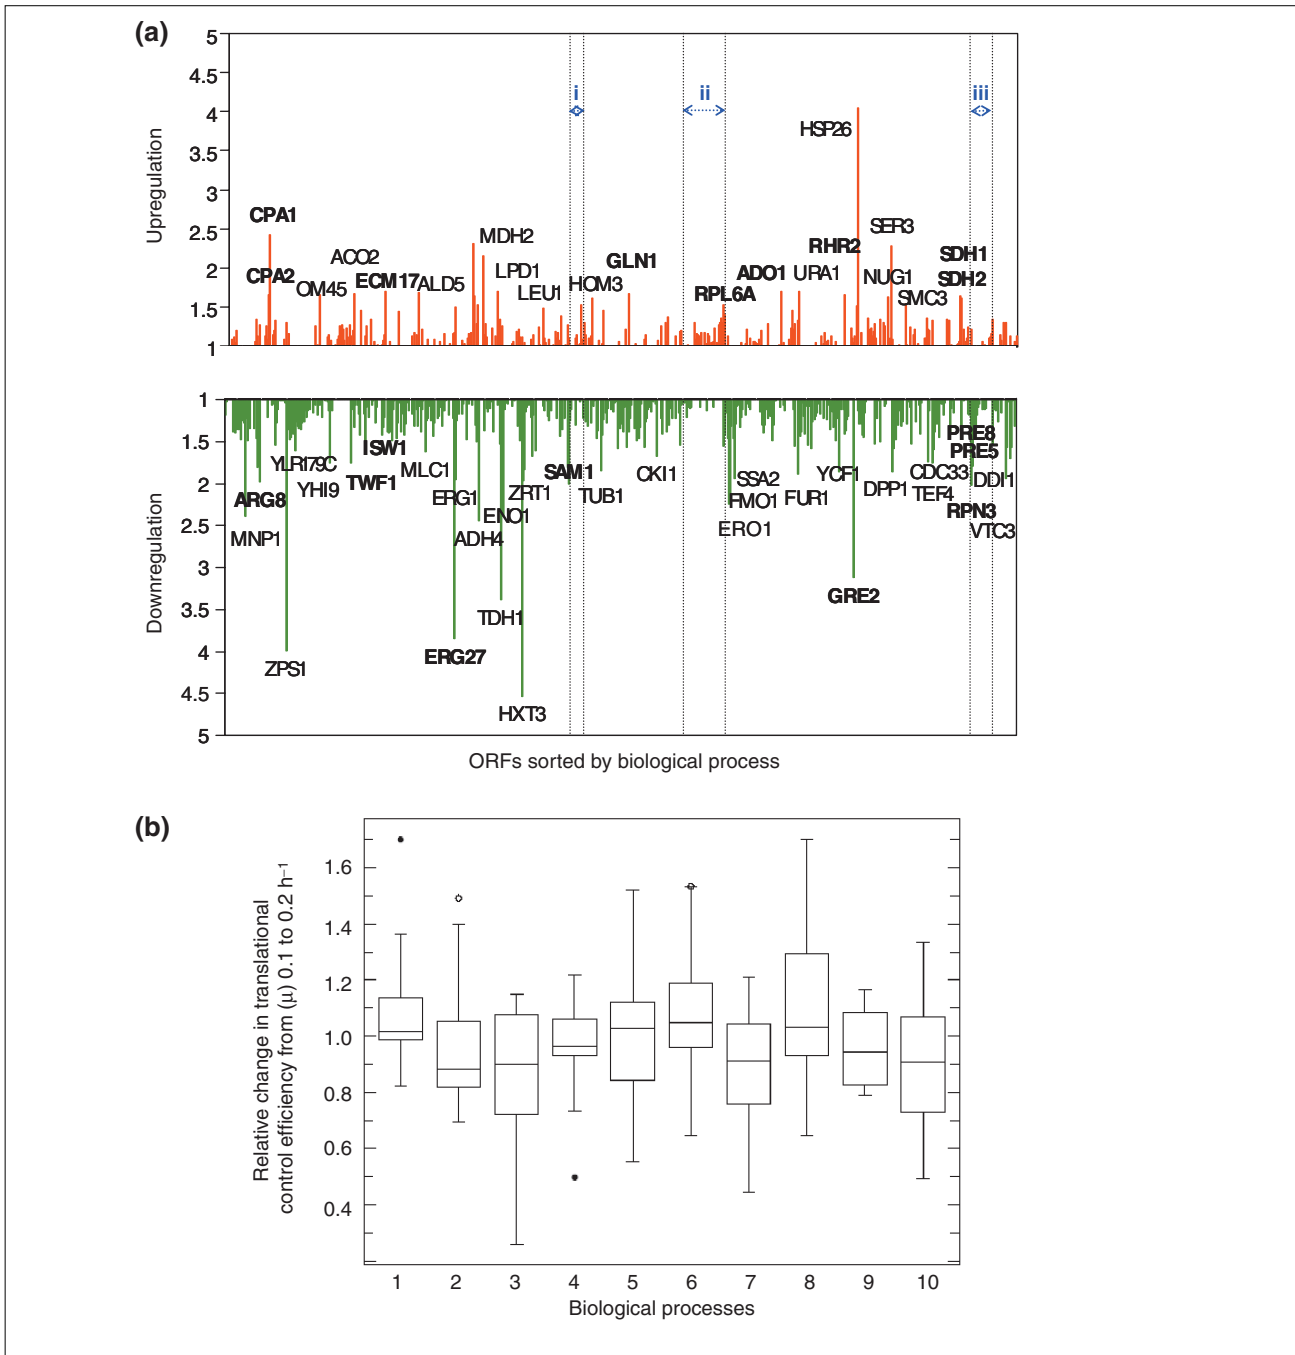 (a)
5
4.5
4
3.5
3
2.5
2
1.5
1
Upregulation
i
ii
iii
HSP26
CPA1
CPA2
OM45
ACO2
ECM17
ALD5
MDH2
LPD1
LEU1
HOM3
GLN1
RPL6A
ADO1
URA1
RHR2
SER3
NUG1
SMC3
SDH1
SDH2
1
1.5
2
2.5
3
3.5
4
4.5
5
Downregulation
ARG8
MNP1
YLR179C
YHI9
ZPS1
ISW1
TWF1
MLC1
ERG1
ADH4
ENO1
ZRT1
TDH1
ERG27
HXT3
SAM1
TUB1
CKI1
SSA2
FMO1
ERO1
FUR1
YCF1
GRE2
DPP1
CDC33
TEF4
PRE8
PRE5
RPN3
DDI1
VTC3
ORFs sorted by biological process
(b)
1.6
1.4
1.2
1.0
0.8
0.6
0.4
Relative change in translational
control efficiency from (μ) 0.1 to 0.2 h⁻¹
1 2 3 4 5 6 7 8 9 10
Biological processes